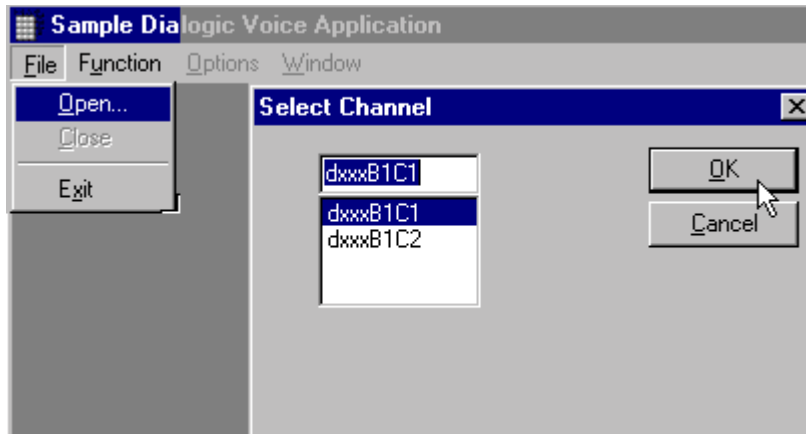 Sample Dialogic Voice Application
File Function Options Window
Open...
Close
Exit
Select Channel
dxxxB1C1
dxxxB1C1
dxxxB1C2
OK
Cancel